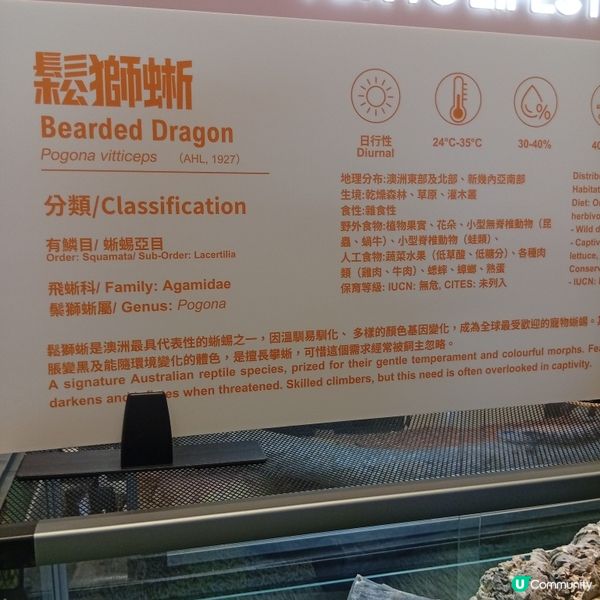 鬆獅蜥
Bearded Dragon
Pogona vitticeps (AHL, 1927)
分類/Classification
有鱗目/ 蜥蜴亞目
Order: Squamata/ Sub-Order: Lacertilia
飛蜥科/ Family: Agamidae
鬃獅蜥屬/ Genus: Pogona
日行性
Diurnal
24°C-35°C
30-40%
40
地理分布:澳洲東部及北部、新幾內亞南部
生境:乾燥森林、草原、灌木叢
食性:雜食性
野外食物:植物果實、花朵、小型無脊椎動物（昆
蟲、蝸牛）、小型脊椎動物（蛙類）、
人工食物:蔬菜水果（低草酸、低糖分）、各種肉
類（雞肉、牛肉）、蟋蟀、蟑螂、熟蛋
保育等級: IUCN: 無危, CITES: 未列入
Distrib
Habitat
Diet: O
herbivo
- Wild d
- Captiv
lettuce,
Conserv
- IUCN:
鬆獅蜥是澳洲最具代表性的蜥蜴之一，因溫馴易馴化、多樣的顏色基因變化，成為全球最受歡迎的寵物蜥蜴。
脹變黑及能隨環境變化的體色，是擅長攀蜥，可惜這個需求經常被飼主忽略。
A signature Australian reptile species, prized for their gentle temperament and colourful morphs. Fea
darkens and es when threatened. Skilled climbers, but this need is often overlooked in captivity.
U Community